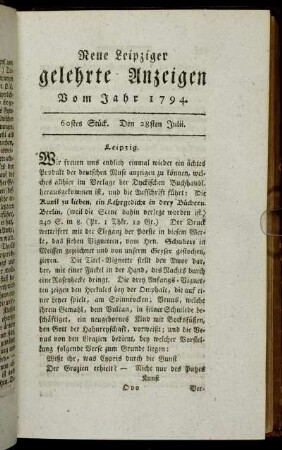 Neue Leipziger
gelehrte Anzeigen
Vom Jahr 1794.
60stes Stück. Den 28sten Julii.
Leipzig.
Wir freuen uns endlich einmal wieder ein ächtes
Produkt der deutschen Muse anzeigen zu können, wel-
ches allhier im Verlage der Dyckischen Buchhandl.
herausgekommen ist, und die Aufschrift führt: Die
Kunst zu lieben, ein Lehrgedicht in drey Büchern.
Berlin. (weil die Scene dahin verlegt worden ist)
245 S. in 8. (Pr. 1 Thlr. 12 Gr.) Der Druck
wetteifert mit der Eleganz der Poesie in diesem Wer-
ke, das sieben Vignetten, vom Hrn. Schubert in
Meissen gezeichnet und von unserm Geyser gestochen,
zieren. Die Titel-Vignette stellt den Amor dar,
der, mit einer Fackel in der Hand, des Nachts durch
eine Rosenhecke dringt. Die drey Anfangs-Vignet-
ten zeigen den Herkules bey der Omphale, die auf ei-
ner Leyer spielt, am Spinnrocken; Venus, welche
ihrem Gemahl, dem Vulkan, in seiner Schmiede be-
schäftiget, ein neugebornes Kind mit Bocksfüssen,
den Gott der Hahnreyschaft, vorweist; und die Ve-
nus von den Grazien bedient, bey welcher Vorstel-
lung folgende Verse zum Grunde liegen:
Wißt ihr, was Cypris durch die Gunst
Der Grazien erhielt? — Nicht nur des Putzes
Kunst
Ooo Ver-